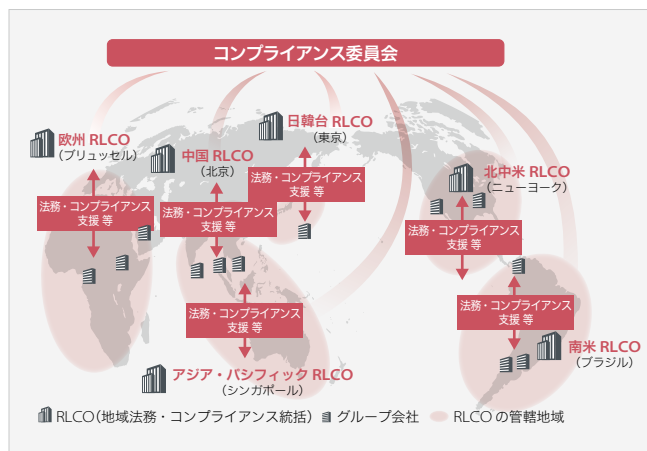 コンプライアンス委員会
日韓台 RLCO
（東京）
欧州 RLCO
（ブリュッセル）
中国 RLCO
（北京）
北中米 RLCO
（ニューヨーク）
法務・コンプライアンス
支援 等
法務・コンプライアンス
支援 等
法務・コンプライアンス
支援 等
法務・コンプライアンス
支援 等
法務・コンプライアンス
支援 等
法務・コンプライアンス
支援 等
南米 RLCO
（ブラジル）
アジア・パシフィック RLCO
（シンガポール）
RLCO（地域法務・コンプライアンス統括）
グループ会社
RLCO の管轄地域